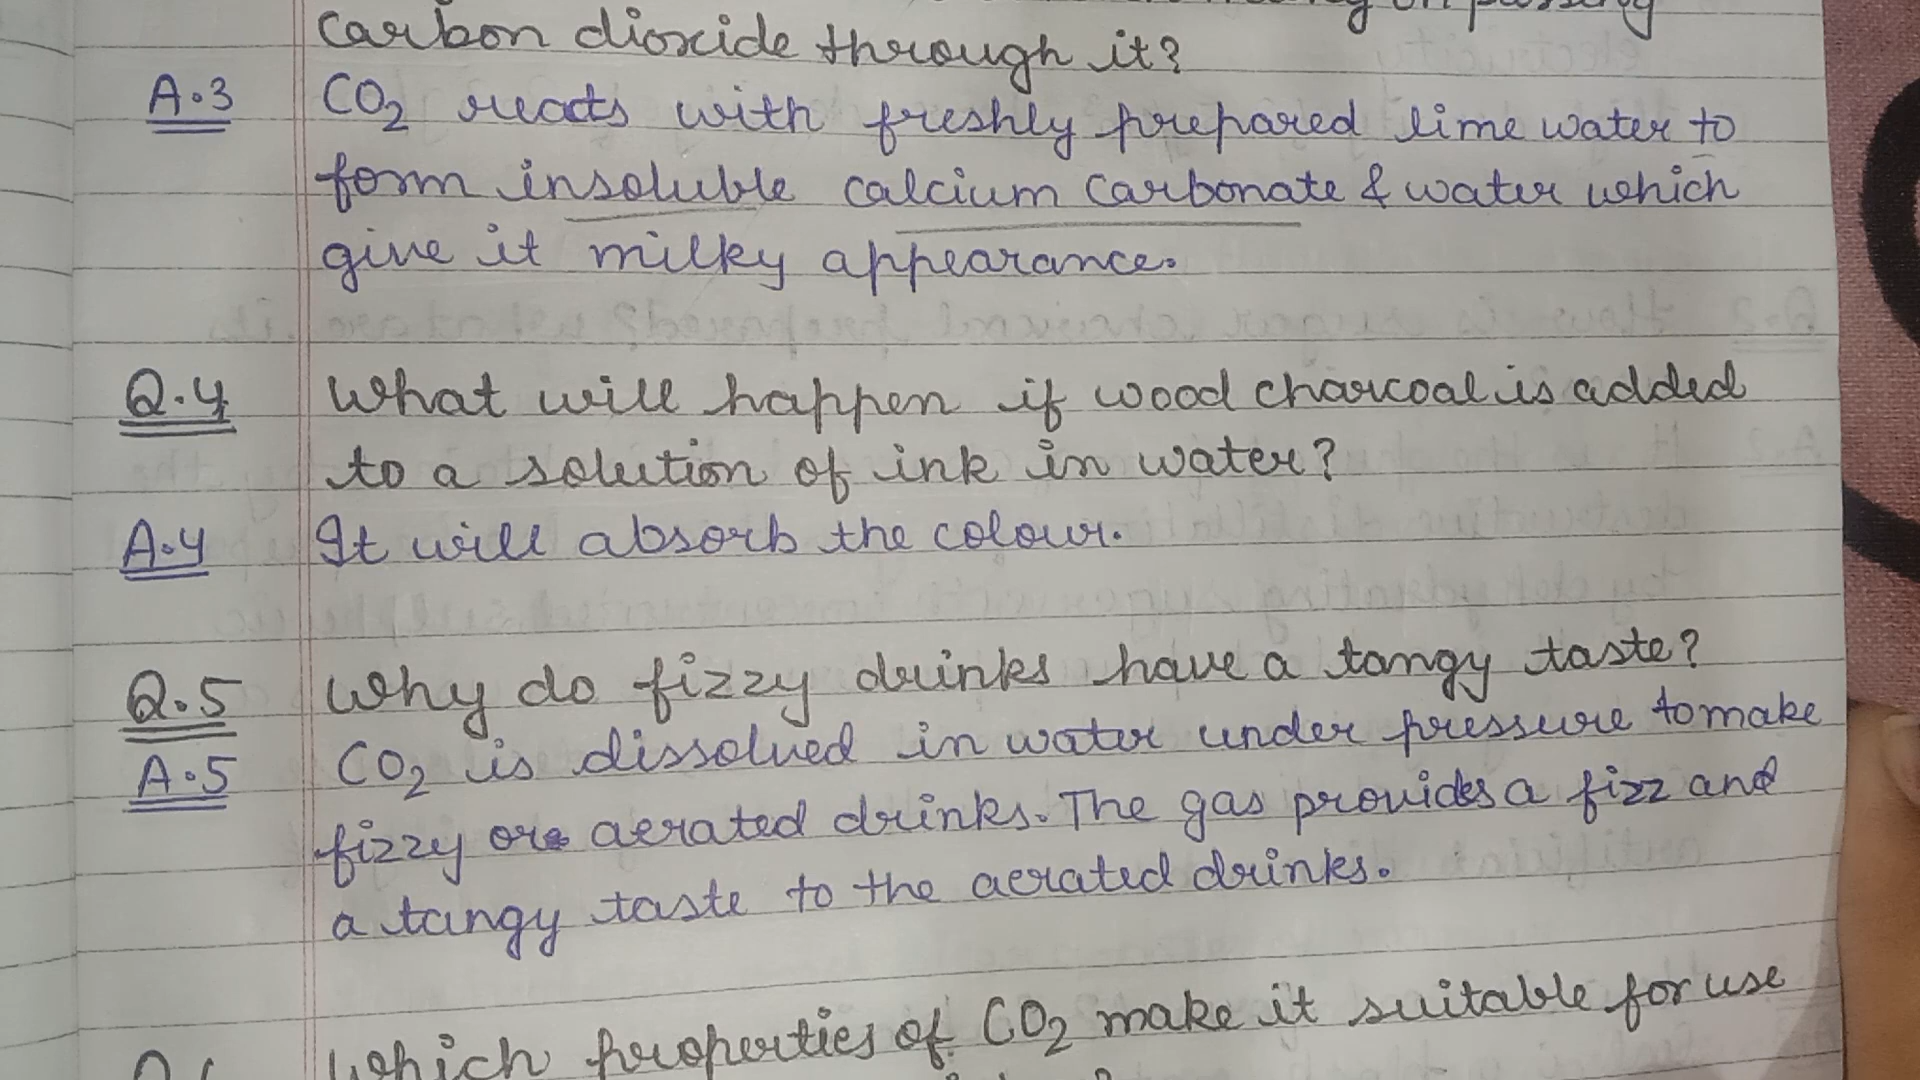 on passing
carbon dioxide through it?
A.3 CO2 reacts with freshly prepared lime water to
form insoluble calcium carbonate & water which
give it milky appearance.
Q.4 What will happen if wood charcoal is added
to a solution of ink in water?
A.4 It will absorb the colour.
Q.5 Why do fizzy drinks have a tangy taste?
A.5 CO2 is dissolved in water under pressure to make
fizzy or aerated drinks. The gas provides a fizz and
a tangy taste to the aerated drinks.
Which properties of CO2 make it suitable for use